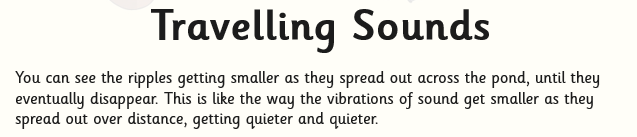 Travelling Sounds
You can see the ripples getting smaller as they spread out across the pond, until they
eventually disappear. This is like the way the vibrations of sound get smaller as they
spread out over distance, getting quieter and quieter.